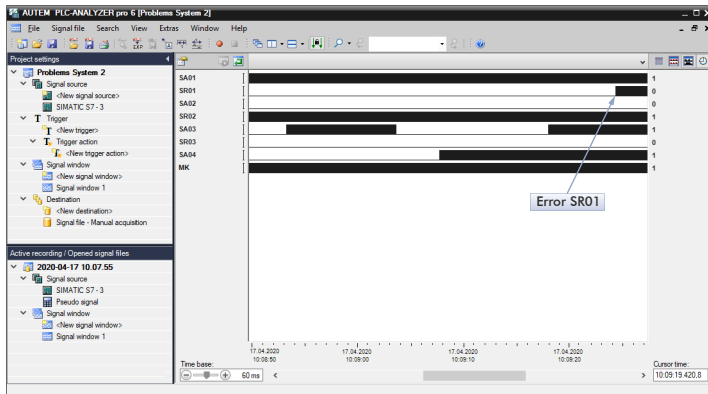 AUTEM PLC-ANALYZER pro 6 [Problems System 2]
File Signal file Search View Extras Window Help
Project settings
Problems System 2
Signal source
<New signal source>
SIMATIC S7 - 3
T Trigger
<New trigger>
Trigger action
<New trigger action>
Signal window
<New signal window>
Signal window 1
Destination
<New destination>
Signal file - Manual acquisition
Active recording / Opened signal files
2020-04-17 10.07.55
Signal source
SIMATIC S7 - 3
Pseudo signal
Signal window
<New signal window>
Signal window 1
SA01 1
SR01 0
SA02 0
SR02 1
SA03 1
SR03 0
SA04 1
MK 1
Error SR01
17.04.2020 17.04.2020 17.04.2020 17.04.2020
10:08:50 10:09:00 10:09:10 10:09:20
Time base:
60 ms
Cursor time:
10:09:19.420.8